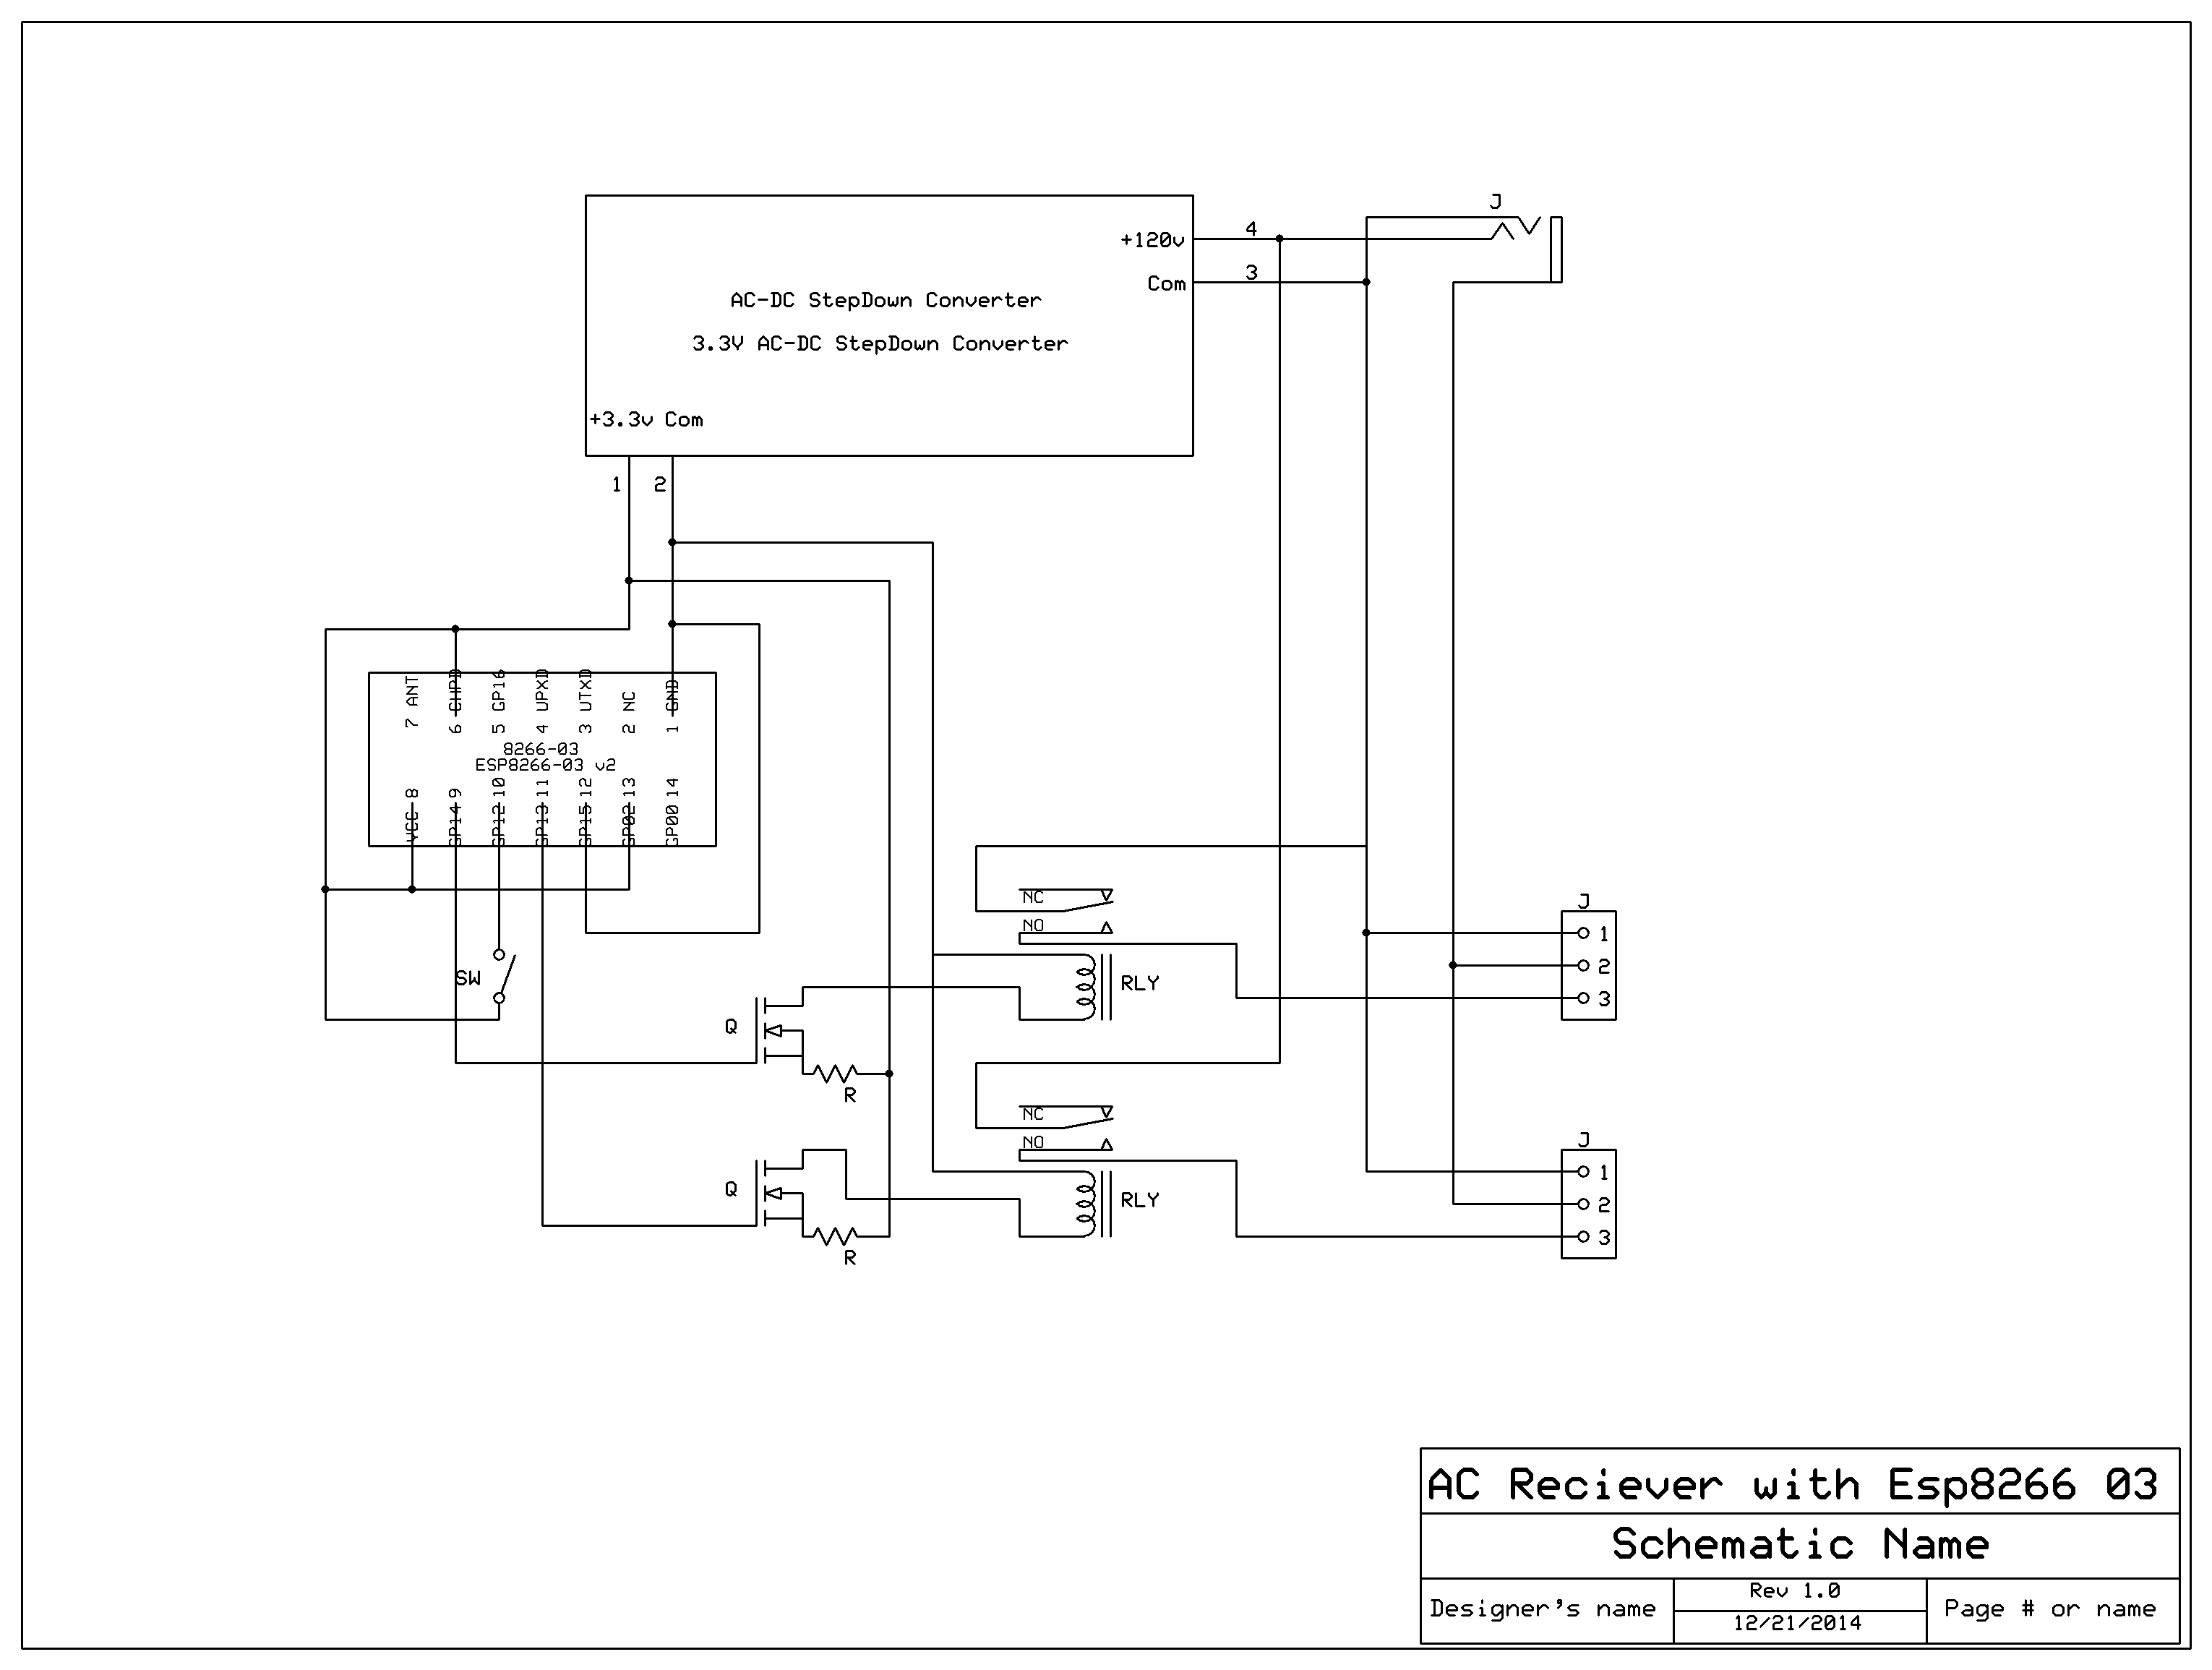 J
+120v 4
Com 3
AC-DC StepDown Converter
3.3V AC-DC StepDown Converter
+3.3v Com
1 2
7 ANT
6 CHPD
5 GP16
4 UPXD
3 UTXD
2 NC
1 GND
8266-03
ESP8266-03 v2
VCC 8
GP14 9
GP12 10
GP13 11
GP15 12
GP02 13
GP00 14
SW
NC
NO
RLY
Q
R
J
1
2
3
NC
NO
RLY
Q
R
J
1
2
3
AC Reciever with Esp8266 03
Schematic Name
Designer's name
Rev 1.0
12/21/2014
Page # or name